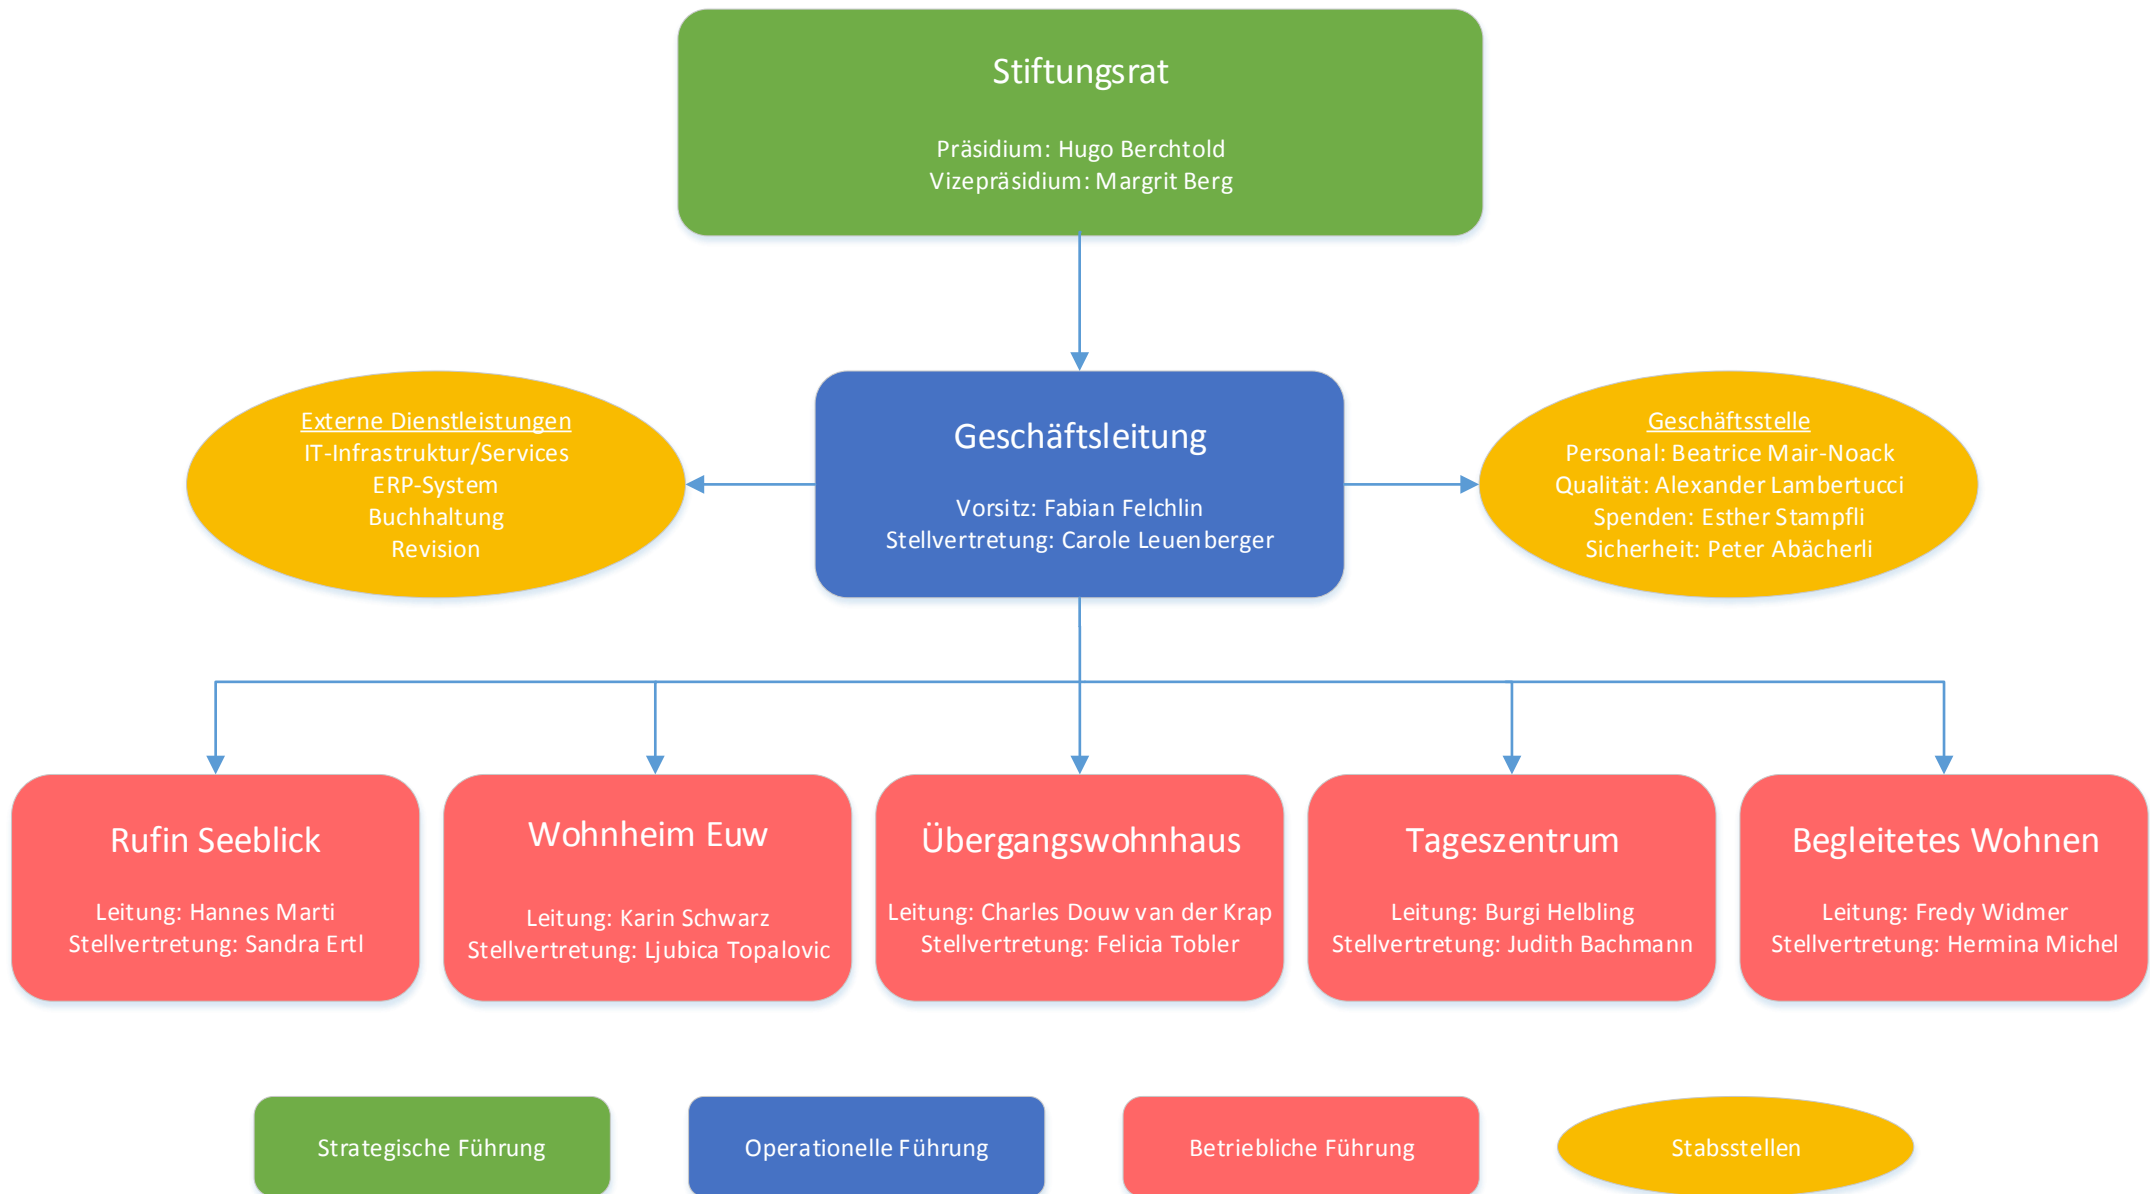 Stiftungsrat
Präsidium: Hugo Berchtold
Vizepräsidium: Margrit Berg
Externe Dienstleistungen
IT-Infrastruktur/Services
ERP-System
Buchhaltung
Revision
Geschäftsleitung
Vorsitz: Fabian Felchlin
Stellvertretung: Carole Leuenberger
Geschäftsstelle
Personal: Beatrice Mair-Noack
Qualität: Alexander Lambertucci
Spenden: Esther Stampfli
Sicherheit: Peter Abächerli
Rufin Seeblick
Leitung: Hannes Marti
Stellvertretung: Sandra Ertl
Wohnheim Euw
Leitung: Karin Schwarz
Stellvertretung: Ljubica Topalovic
Übergangswohnhaus
Leitung: Charles Douw van der Krap
Stellvertretung: Felicia Tobler
Tageszentrum
Leitung: Burgi Helbling
Stellvertretung: Judith Bachmann
Begleitetes Wohnen
Leitung: Fredy Widmer
Stellvertretung: Hermina Michel
Strategische Führung
Operationelle Führung
Betriebliche Führung
Stabsstellen